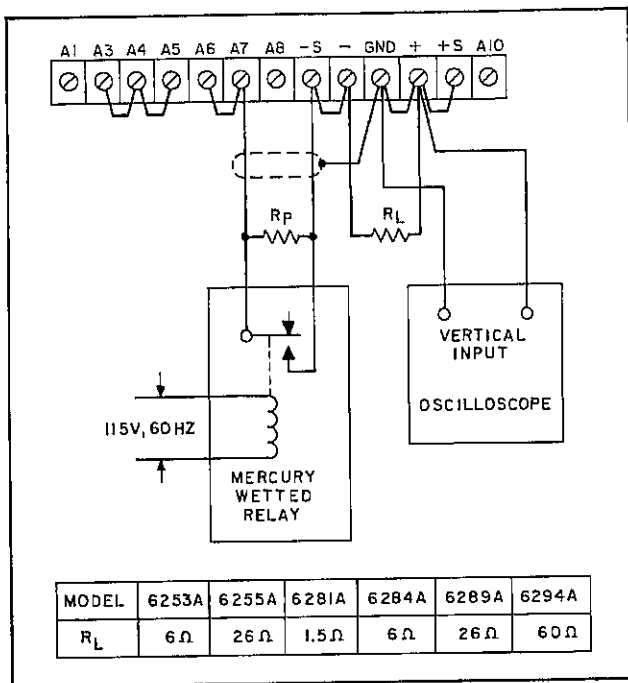 A1 A3 A4 A5 A6 A7 A8 -S - GND + +S A10
RP
RL
VERTICAL
INPUT
OSCILLOSCOPE
115V, 60HZ
MERCURY
WETTED
RELAY
MODEL 6253A 6255A 6281A 6284A 6289A 6294A
RL 6Ω 26Ω 1.5Ω 6Ω 26Ω 60Ω